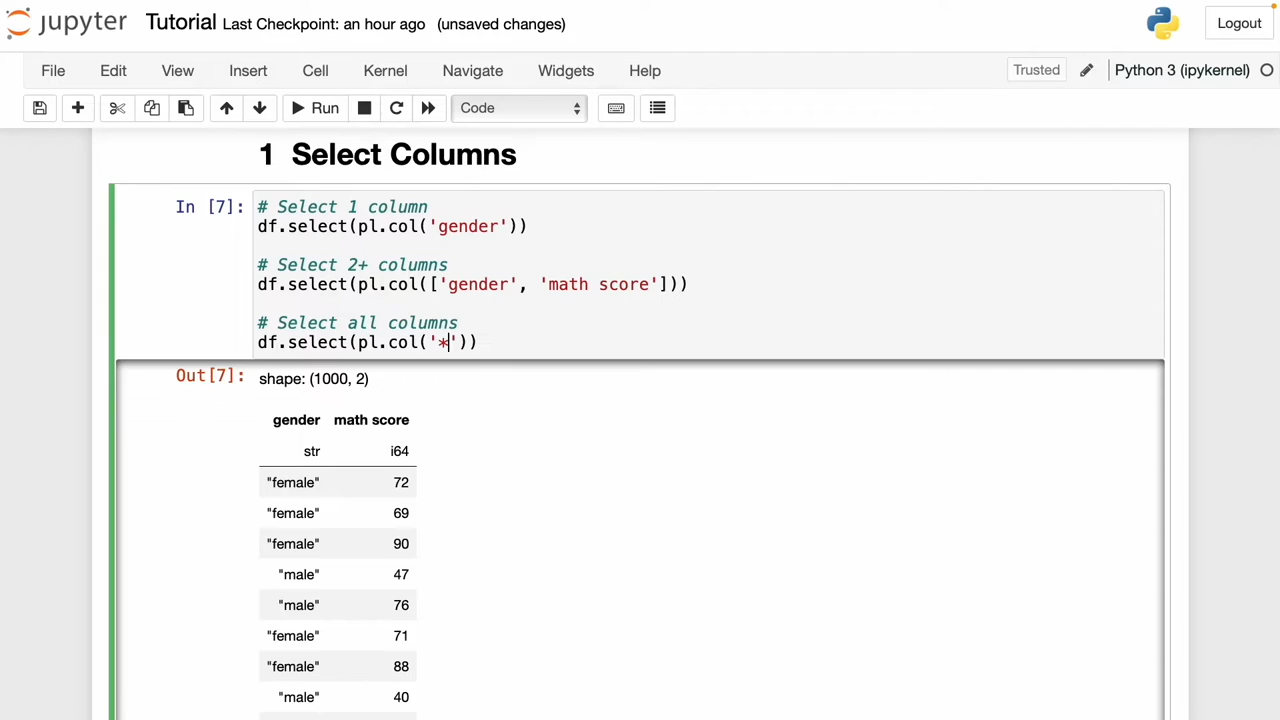 jupyter Tutorial Last Checkpoint: an hour ago (unsaved changes) Logout
File Edit View Insert Cell Kernel Navigate Widgets Help Trusted Python 3 (ipykernel)
Run Code
1 Select Columns
In [7]: # Select 1 column
df.select(pl.col('gender'))
# Select 2+ columns
df.select(pl.col(['gender', 'math score']))
# Select all columns
df.select(pl.col('*'))
Out[7]: shape: (1000, 2)
gender math score
str i64
"female" 72
"female" 69
"female" 90
"male" 47
"male" 76
"female" 71
"female" 88
"male" 40